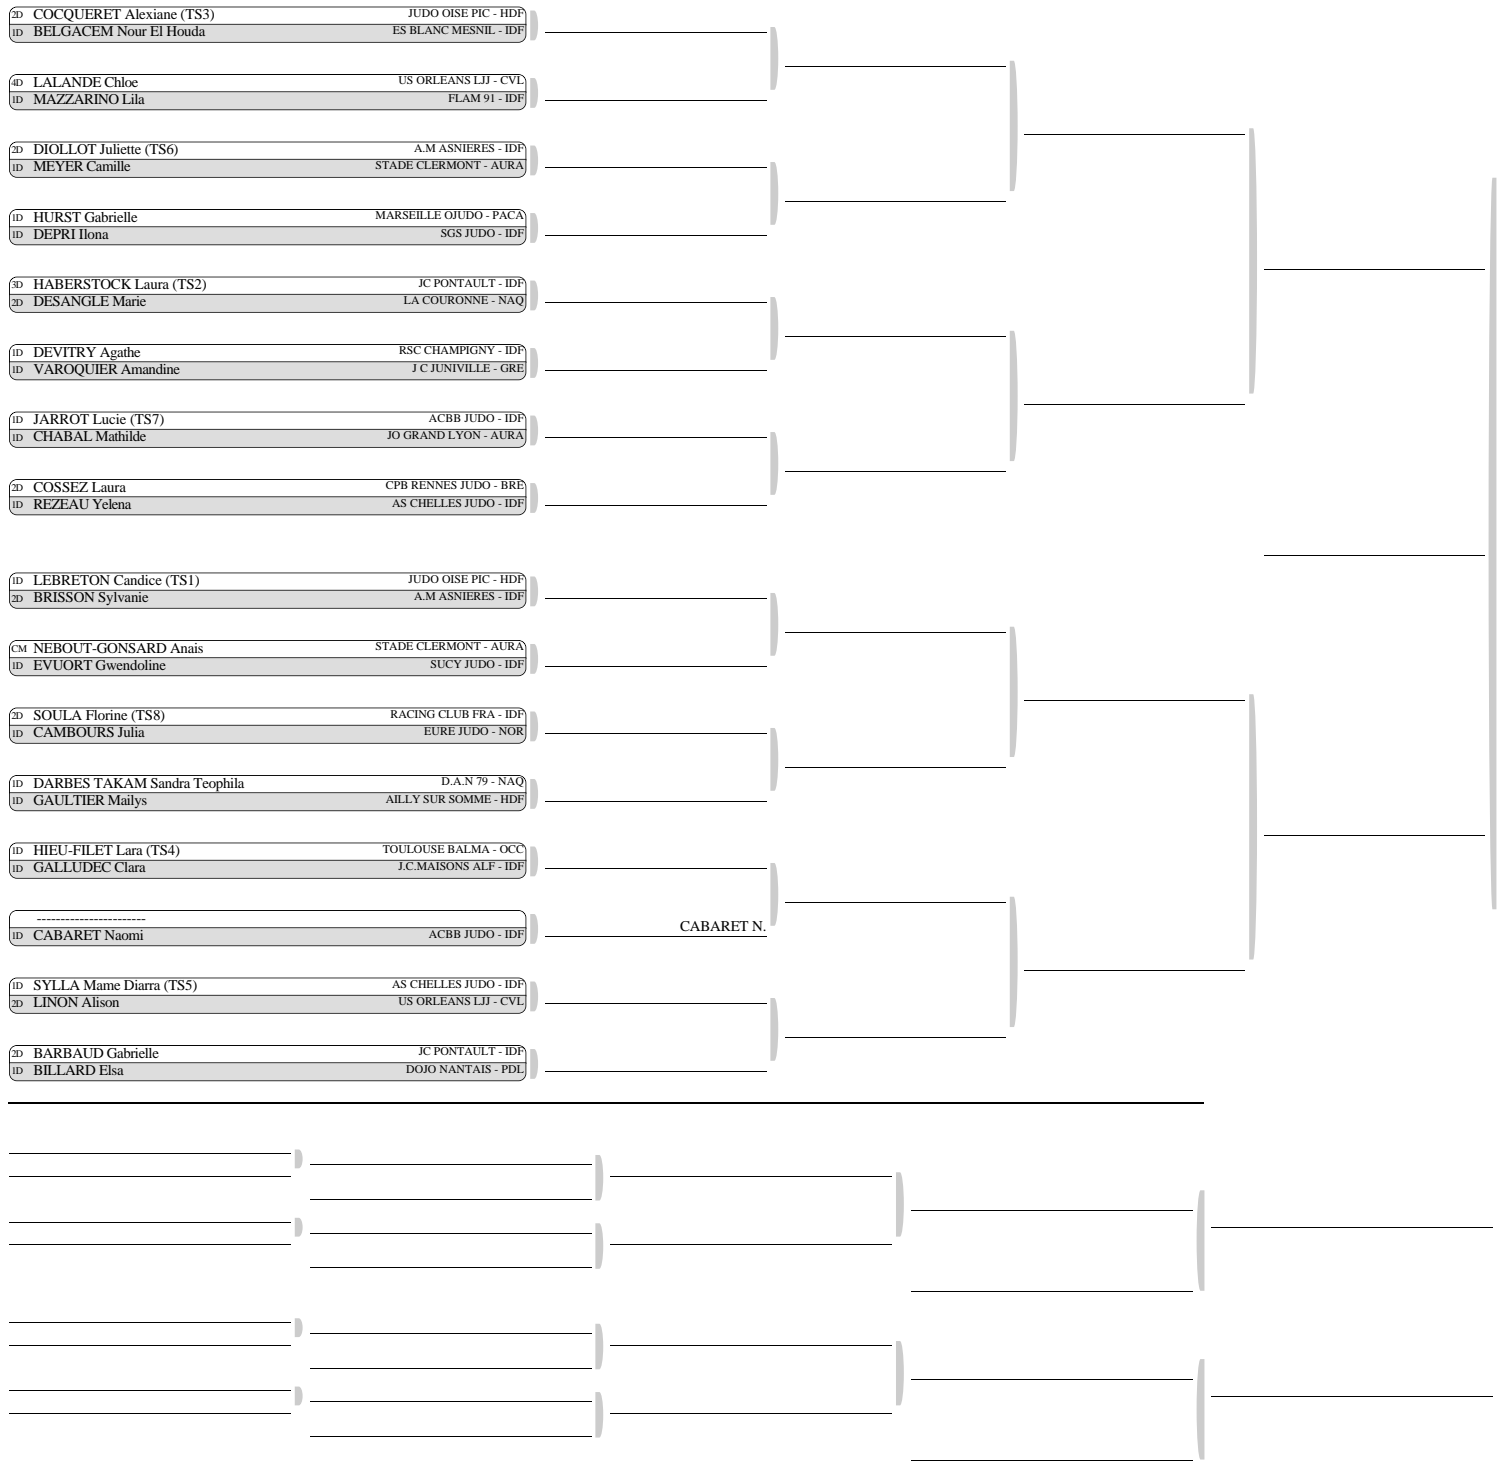 2D COCQUERET Alexiane (TS3) JUDO OISE PIC - HDF
1D BELGACEM Nour El Houda ES BLANC MESNIL - IDF
4D LALANDE Chloe US ORLEANS LJJ - CVL
1D MAZZARINO Lila FLAM 91 - IDF
2D DIOLLOT Juliette (TS6) A.M ASNIERES - IDF
1D MEYER Camille STADE CLERMONT - AURA
1D HURST Gabrielle MARSEILLE OJUDO - PACA
1D DEPRI Ilona SGS JUDO - IDF
3D HABERSTOCK Laura (TS2) JC PONTAULT - IDF
2D DESANGLE Marie LA COURONNE - NAQ
1D DEVITRY Agathe RSC CHAMPIGNY - IDF
1D VAROQUIER Amandine J C JUNIVILLE - GRE
1D JARROT Lucie (TS7) ACBB JUDO - IDF
1D CHABAL Mathilde JO GRAND LYON - AURA
2D COSSEZ Laura CPB RENNES JUDO - BRE
1D REZEAU Yelena AS CHELLES JUDO - IDF
1D LEBRETON Candice (TS1) JUDO OISE PIC - HDF
2D BRISSON Sylvanie A.M ASNIERES - IDF
CM NEBOUT-GONSARD Anais STADE CLERMONT - AURA
1D EVUORT Gwendoline SUCY JUDO - IDF
2D SOULA Florine (TS8) RACING CLUB FRA - IDF
1D CAMBOURS Julia EURE JUDO - NOR
1D DARBES TAKAM Sandra Teophila D.A.N 79 - NAQ
1D GAULTIER Mailys AILLY SUR SOMME - HDF
1D HIEU-FILET Lara (TS4) TOULOUSE BALMA - OCC
1D GALLUDEC Clara J.C.MAISONS ALF - IDF
-----------------------
CABARET N.
1D CABARET Naomi ACBB JUDO - IDF
1D SYLLA Mame Diarra (TS5) AS CHELLES JUDO - IDF
2D LINON Alison US ORLEANS LJJ - CVL
2D BARBAUD Gabrielle JC PONTAULT - IDF
1D BILLARD Elsa DOJO NANTAIS - PDL